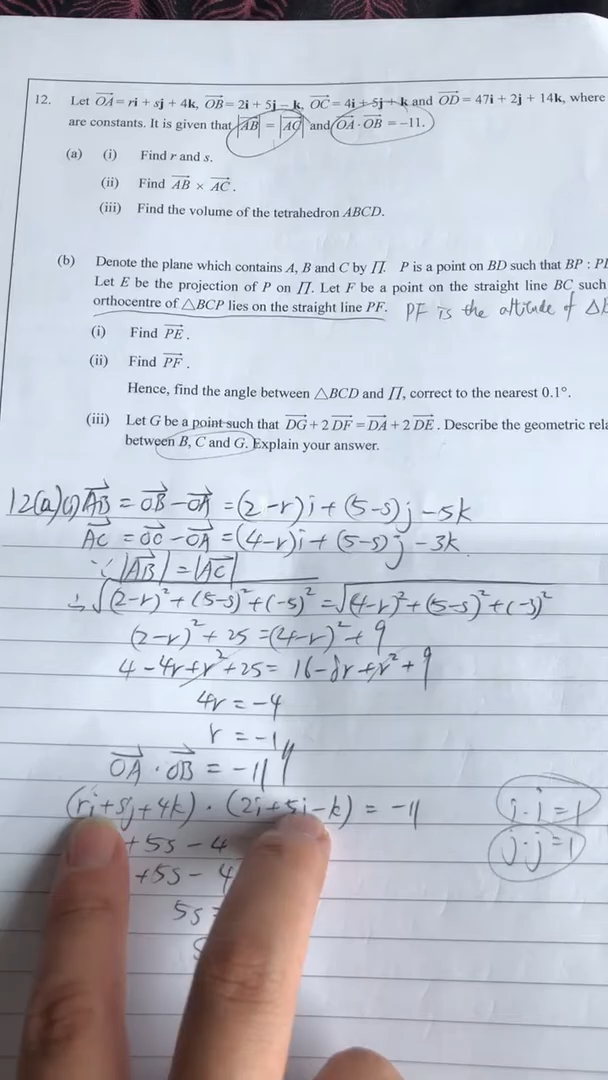 12. Let OA = ri + sj + 4k, OB = 2i + 5j – k, OC = 4i + 5j + k and OD = 47i + 2j + 14k, where
are constants. It is given that |AB| = |AC| and OA · OB = –11.
(a) (i) Find r and s.
(ii) Find AB × AC.
(iii) Find the volume of the tetrahedron ABCD.
(b) Denote the plane which contains A, B and C by Π. P is a point on BD such that BP :
Let E be the projection of P on Π. Let F be a point on the straight line BC such
orthocentre of △BCP lies on the straight line PF. PF is the altitude of
(i) Find PE.
(ii) Find PF.
Hence, find the angle between △BCD and Π, correct to the nearest 0.1°.
(iii) Let G be a point such that DG + 2 DF = DA + 2 DE. Describe the geometric
between B, C and G. Explain your answer.
12(a)(i) AB = OB – OA = (2–r)i + (5–s)j – 5k
AC = OC – OA = (4–r)i + (5–s)j – 3k
∵ |AB| = |AC|
∴ √(2–r)² + (5–s)² + (–5)² = √(4–r)² + (5–s)² + (–3)²
(2–r)² + 25 = (4–r)² + 9
4 – 4r + r² + 25 = 16 – 8r + r² + 9
4r = –4
r = –1
OA · OB = –11
(ri + sj + 4k) · (2i + 5j – k) = –11
i·i = 1
+5s – 4
j·j = 1
+5s – 4
5s =